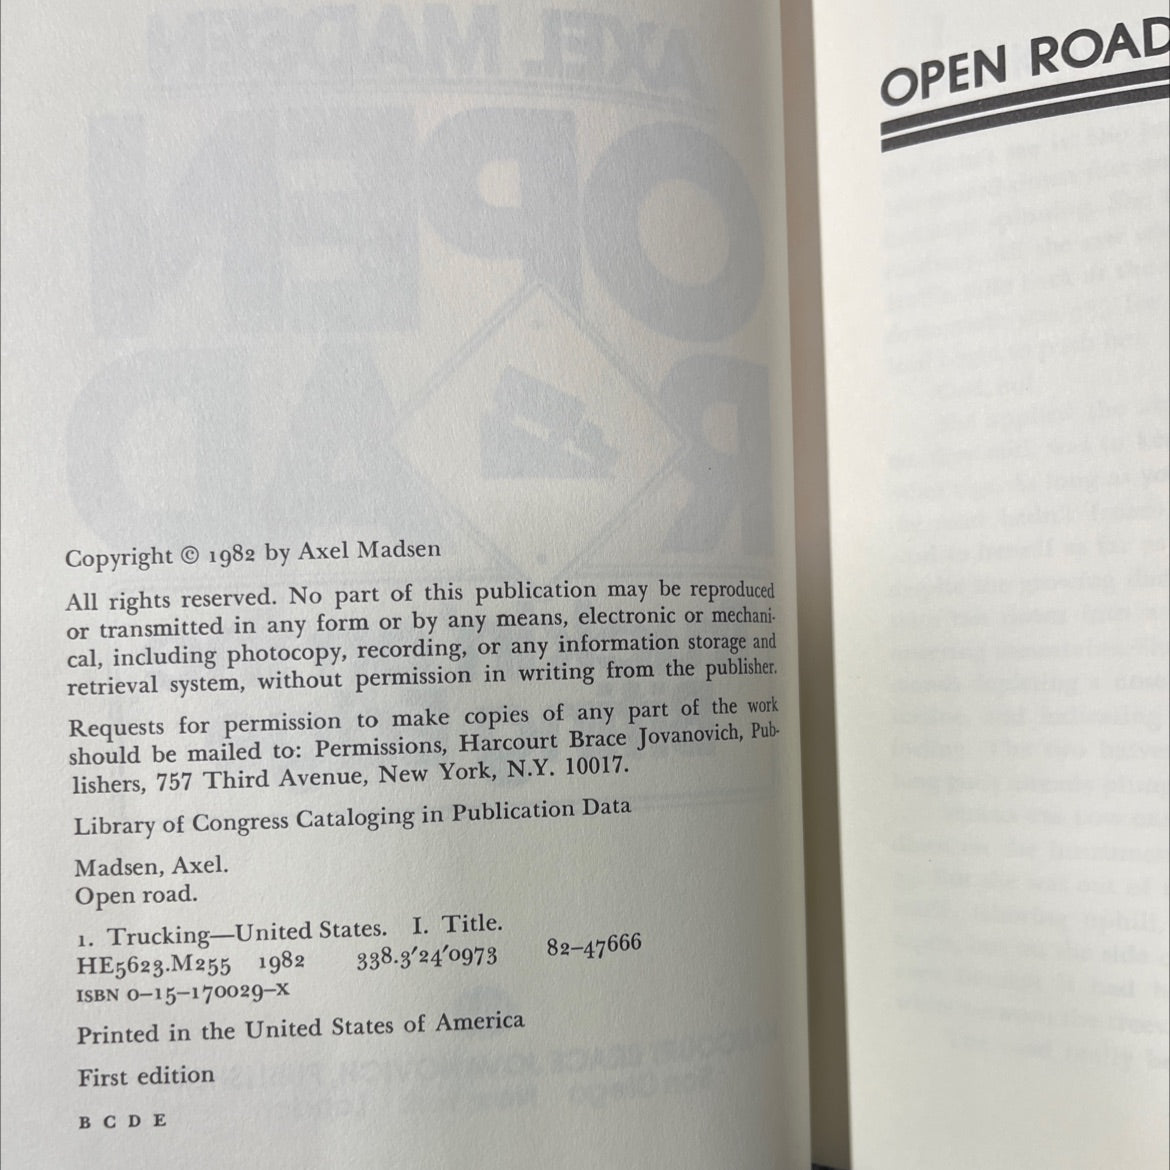 Copyright © 1982 by Axel Madsen
All rights reserved. No part of this publication may be reproduced
or transmitted in any form or by any means, electronic or mechani-
cal, including photocopy, recording, or any information storage and
retrieval system, without permission in writing from the publisher.
Requests for permission to make copies of any part of the work
should be mailed to: Permissions, Harcourt Brace Jovanovich, Pub-
lishers, 757 Third Avenue, New York, N.Y. 10017.
Library of Congress Cataloging in Publication Data
Madsen, Axel.
Open road.
1. Trucking—United States. I. Title.
HE5623.M255 1982 338.3′24′0973 82–47666
ISBN 0–15–170029–X
Printed in the United States of America
First edition
B C D E
OPEN ROAD